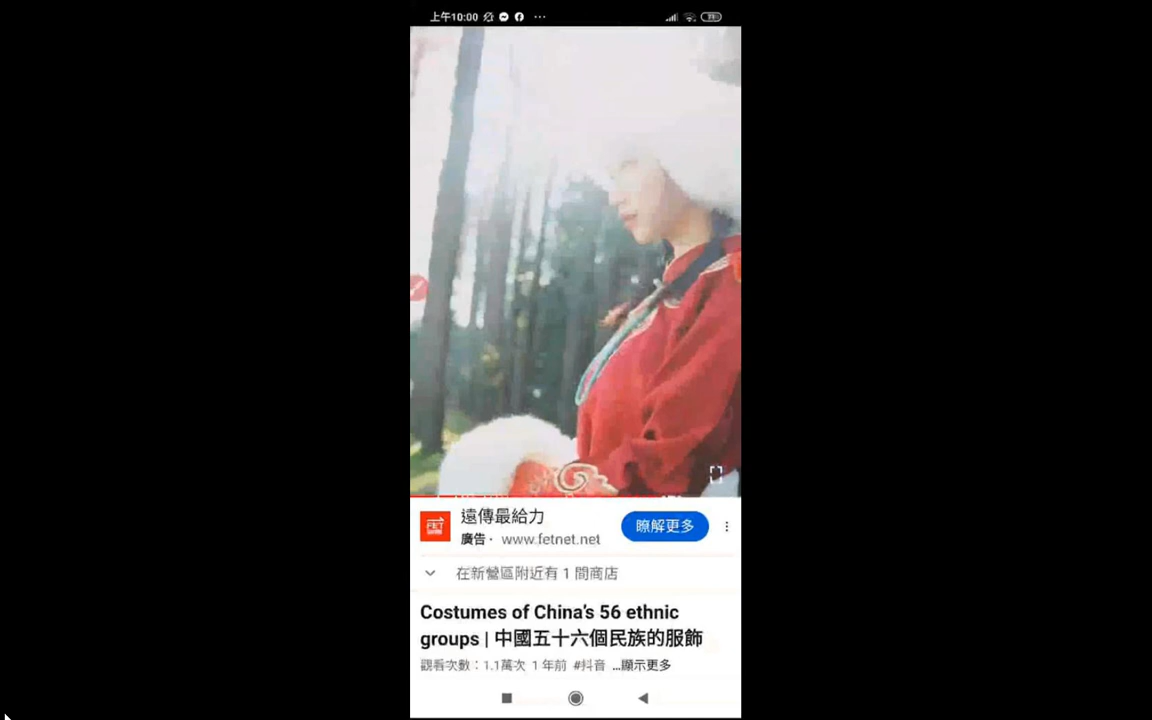 上午10:00
遠傳最給力
FET
廣告· www.fetnet.net
瞭解更多
在新營區附近有 1 間商店
Costumes of China's 56 ethnic
groups | 中國五十六個民族的服飾
觀看次數：1.1萬次 1 年前 #抖音 ...顯示更多